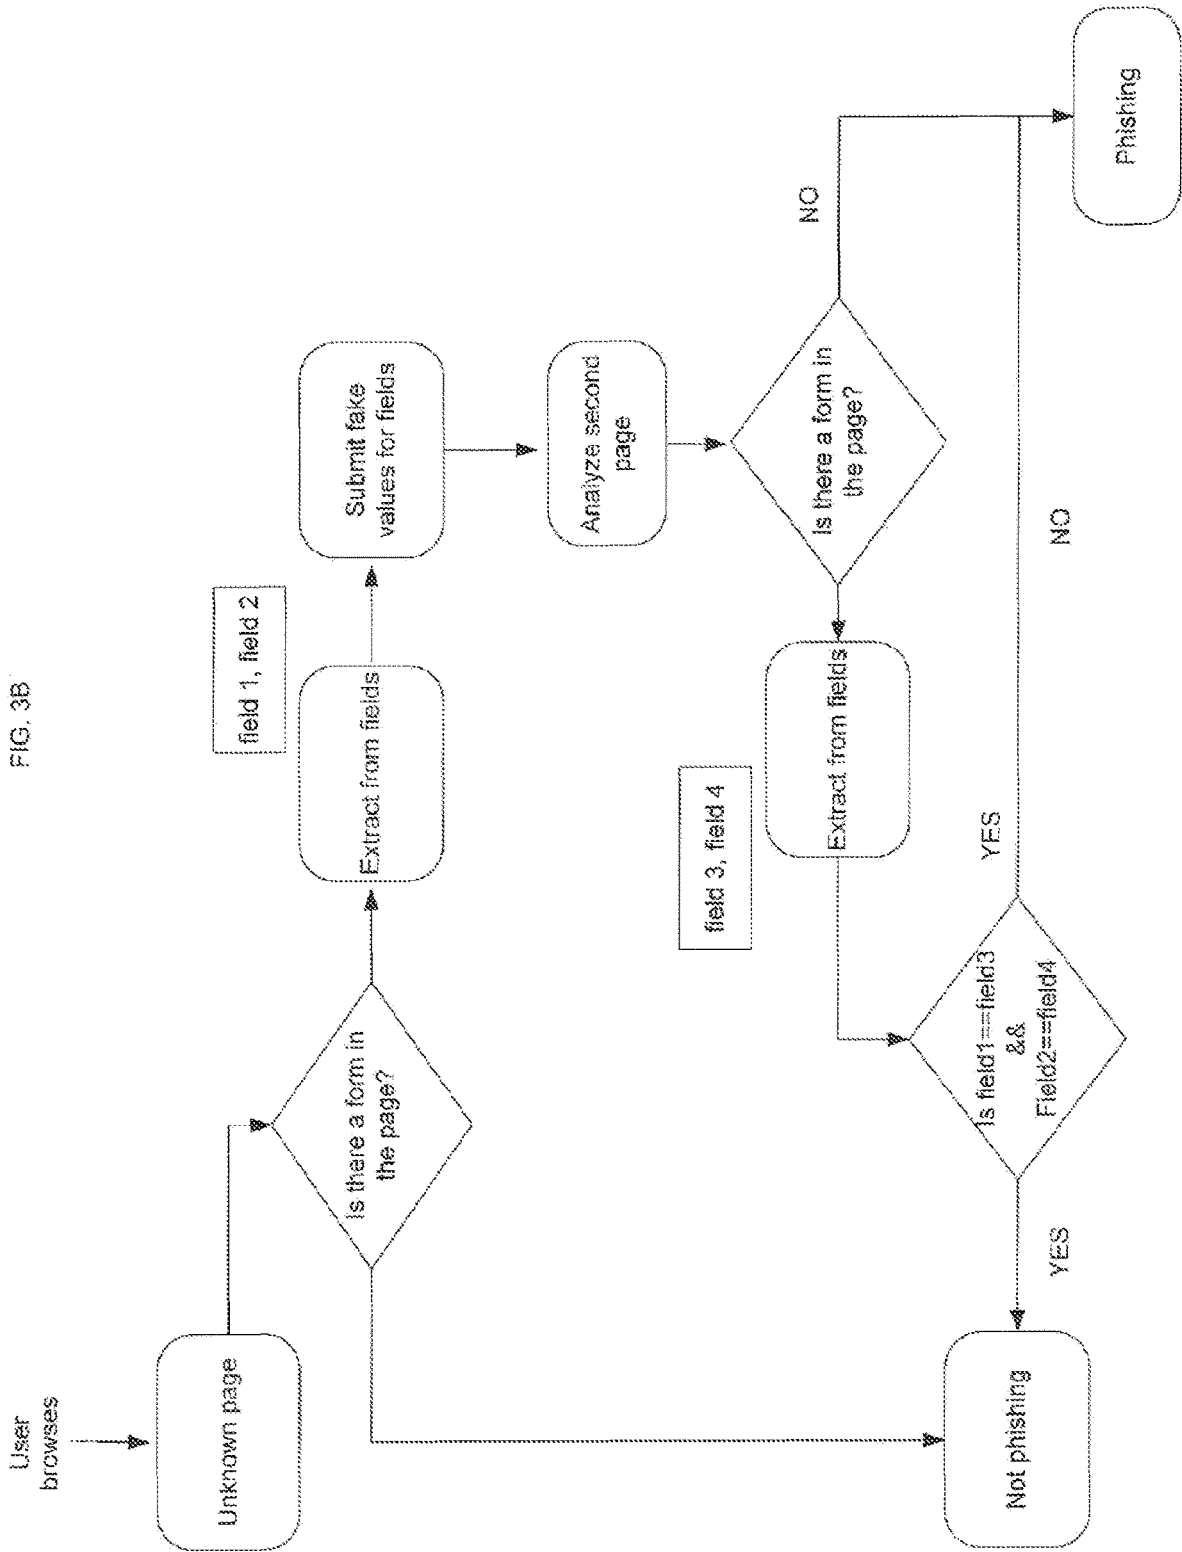 FIG. 3B
User
browses
Unknown page
Is there a form in
the page?
Extract from fields
field 1, field 2
Submit fake
values for fields
Analyze second
page
Is there a form in
the page?
NO
Extract from fields
field 3, field 4
Is field1==field3
&&
Field2==field4
YES
NO
YES
Not phishing
Phishing